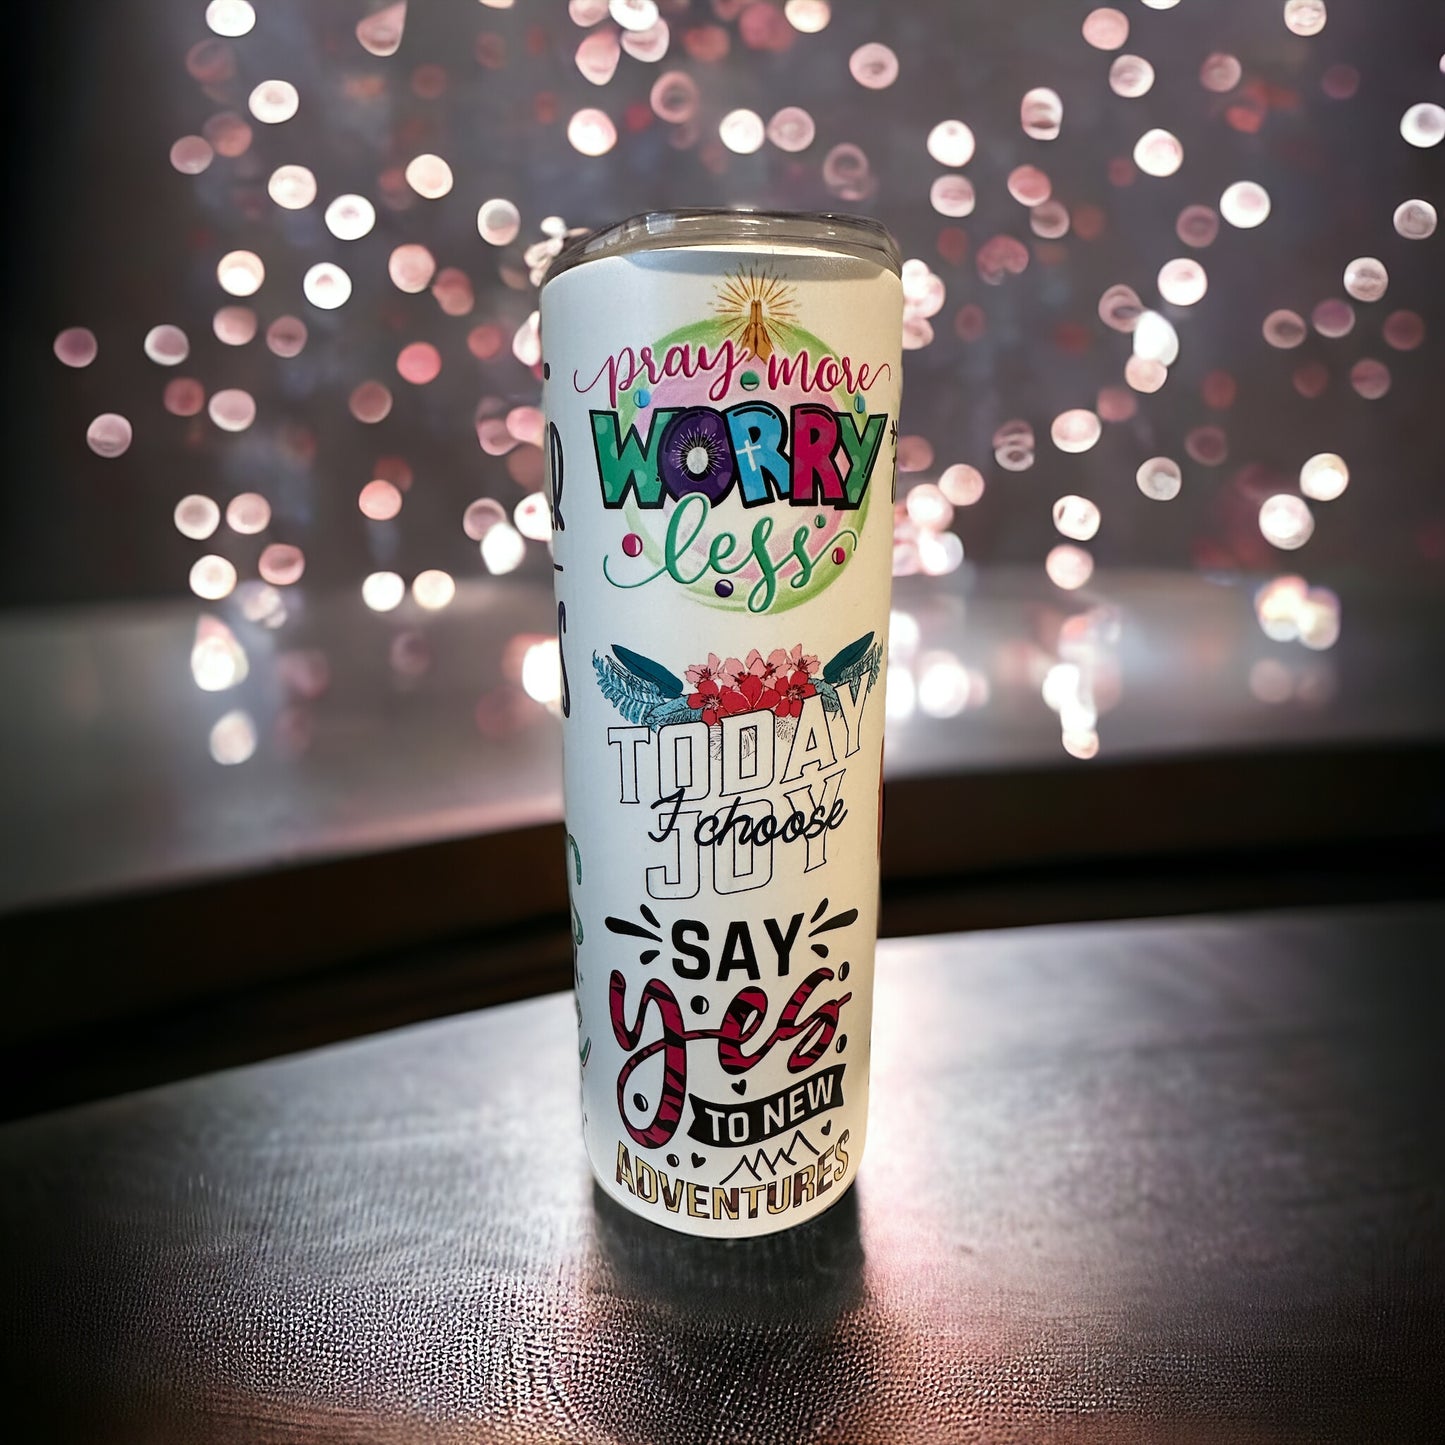 pray more
WORRY
less
TODAY
I choose
JOY
SAY
yes
TO NEW
ADVENTURES